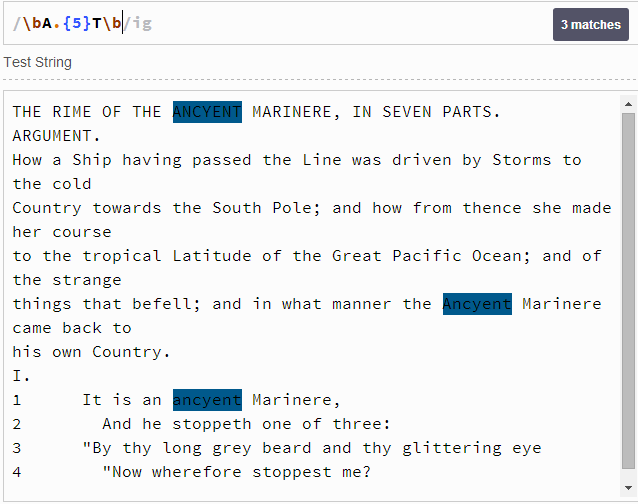 /\bA.{5}T\b/ig
3 matches
Test String
THE RIME OF THE ANCYENT MARINERE, IN SEVEN PARTS.
ARGUMENT.
How a Ship having passed the Line was driven by Storms to
the cold
Country towards the South Pole; and how from thence she made
her course
to the tropical Latitude of the Great Pacific Ocean; and of
the strange
things that befell; and in what manner the Ancyent Marinere
came back to
his own Country.
I.
1 It is an ancyent Marinere,
2 And he stoppeth one of three:
3 "By thy long grey beard and thy glittering eye
4 "Now wherefore stoppest me?